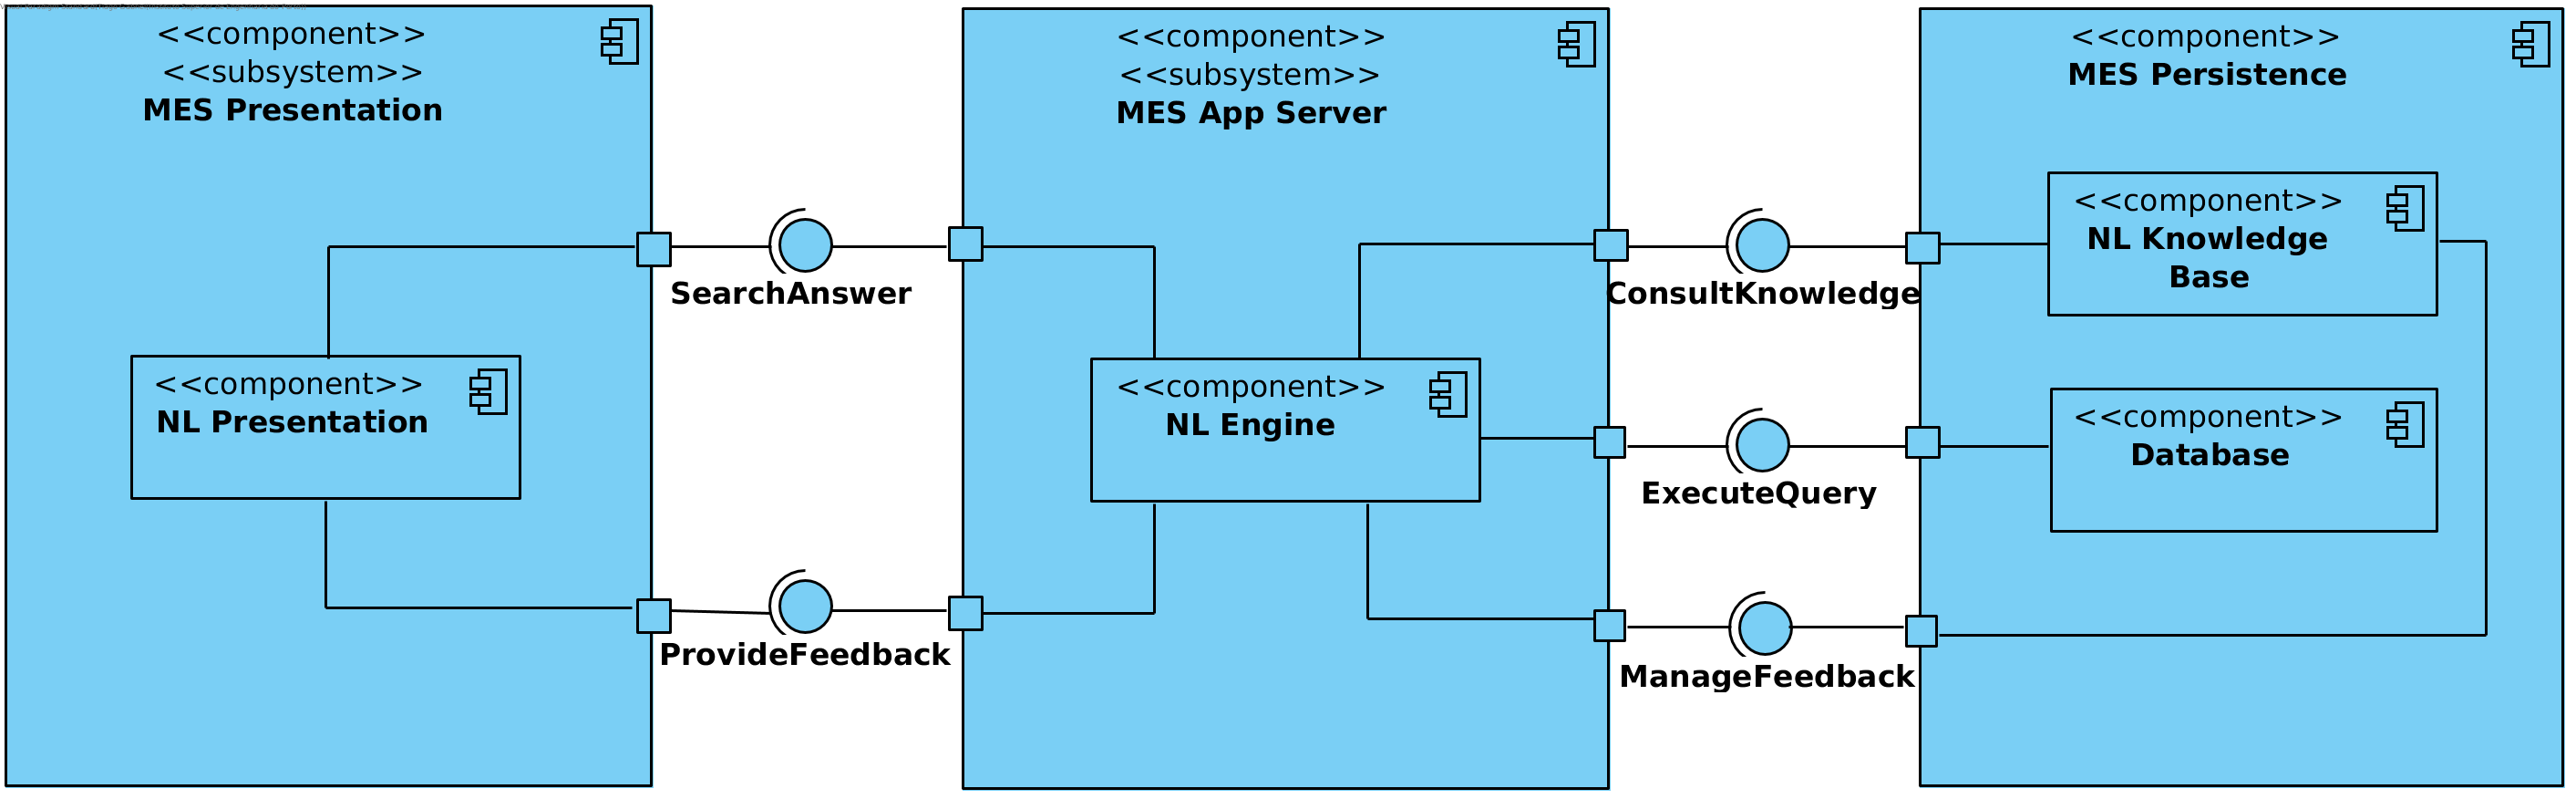 <<component>>
<<subsystem>>
MES Presentation
<<component>>
NL Presentation
SearchAnswer
ProvideFeedback
<<component>>
<<subsystem>>
MES App Server
<<component>>
NL Engine
ConsultKnowledge
ExecuteQuery
ManageFeedback
<<component>>
MES Persistence
<<component>>
NL Knowledge
Base
<<component>>
Database